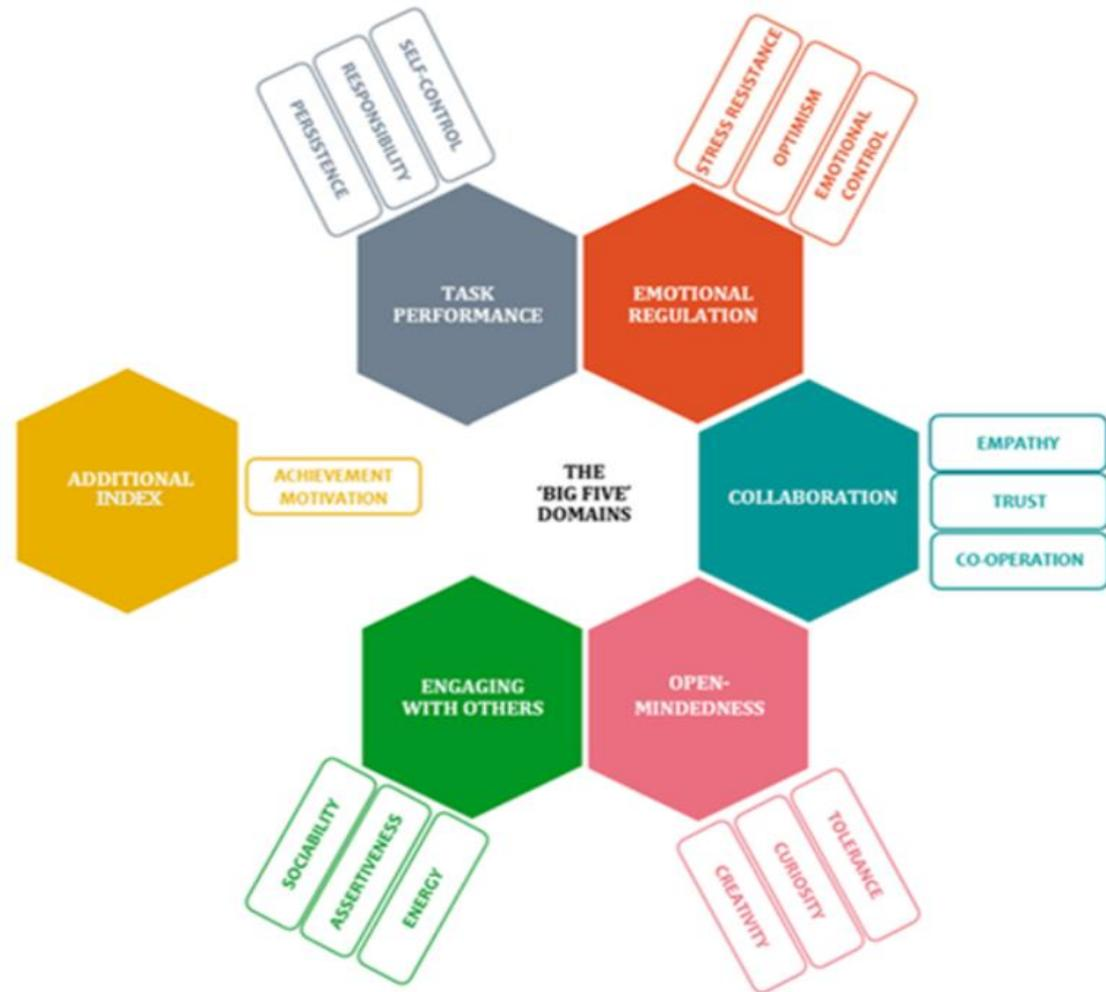 SELF-CONTROL
RESPONSIBILITY
PERSISTENCE
STRESS RESISTANCE
OPTIMISM
EMOTIONAL
CONTROL
TASK
PERFORMANCE
EMOTIONAL
REGULATION
ADDITIONAL
INDEX
ACHIEVEMENT
MOTIVATION
THE
‘BIG FIVE’
DOMAINS
COLLABORATION
EMPATHY
TRUST
CO-OPERATION
ENGAGING
WITH OTHERS
OPEN-
MINDEDNESS
SOCIABILITY
ASSERTIVENESS
ENERGY
CREATIVITY
CURIOSITY
TOLERANCE